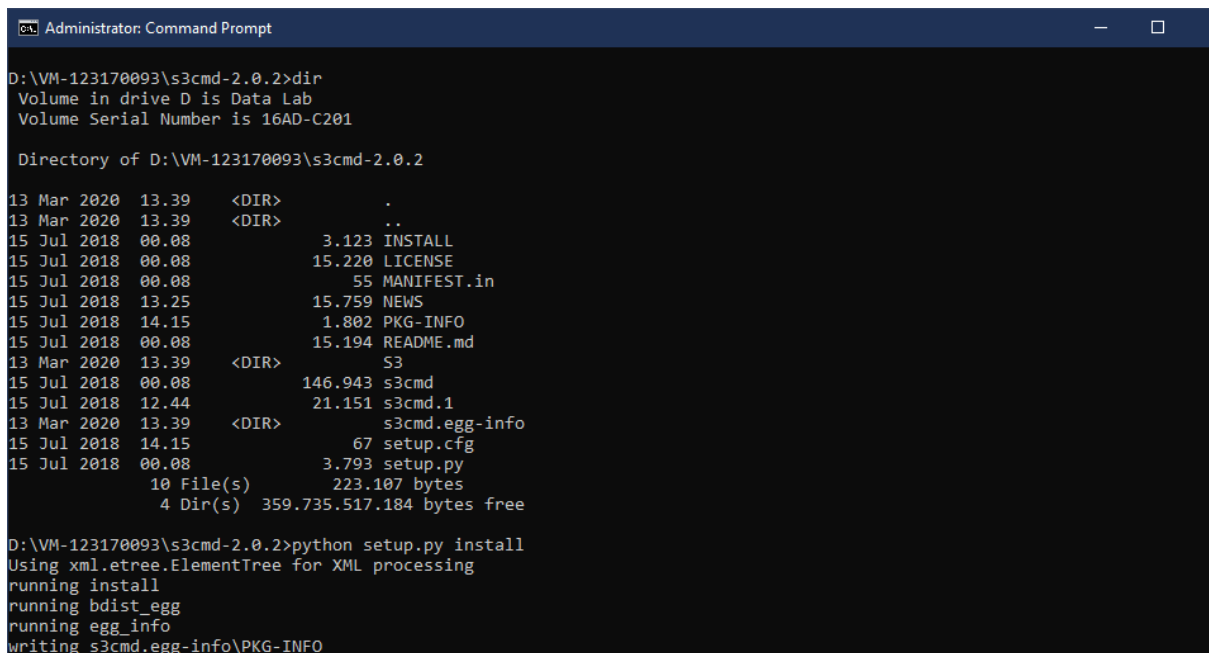 Administrator: Command Prompt
D:\VM-123170093\s3cmd-2.0.2>dir
Volume in drive D is Data Lab
Volume Serial Number is 16AD-C201
Directory of D:\VM-123170093\s3cmd-2.0.2
13 Mar 2020  13.39    <DIR>          .
13 Mar 2020  13.39    <DIR>          ..
15 Jul 2018  00.08             3.123 INSTALL
15 Jul 2018  00.08            15.220 LICENSE
15 Jul 2018  00.08                55 MANIFEST.in
15 Jul 2018  13.25            15.759 NEWS
15 Jul 2018  14.15             1.802 PKG-INFO
15 Jul 2018  00.08            15.194 README.md
13 Mar 2020  13.39    <DIR>          S3
15 Jul 2018  00.08           146.943 s3cmd
15 Jul 2018  12.44            21.151 s3cmd.1
13 Mar 2020  13.39    <DIR>          s3cmd.egg-info
15 Jul 2018  14.15                67 setup.cfg
15 Jul 2018  00.08             3.793 setup.py
10 File(s)        223.107 bytes
4 Dir(s)  359.735.517.184 bytes free
D:\VM-123170093\s3cmd-2.0.2>python setup.py install
Using xml.etree.ElementTree for XML processing
running install
running bdist_egg
running egg_info
writing s3cmd.egg-info\PKG-INFO